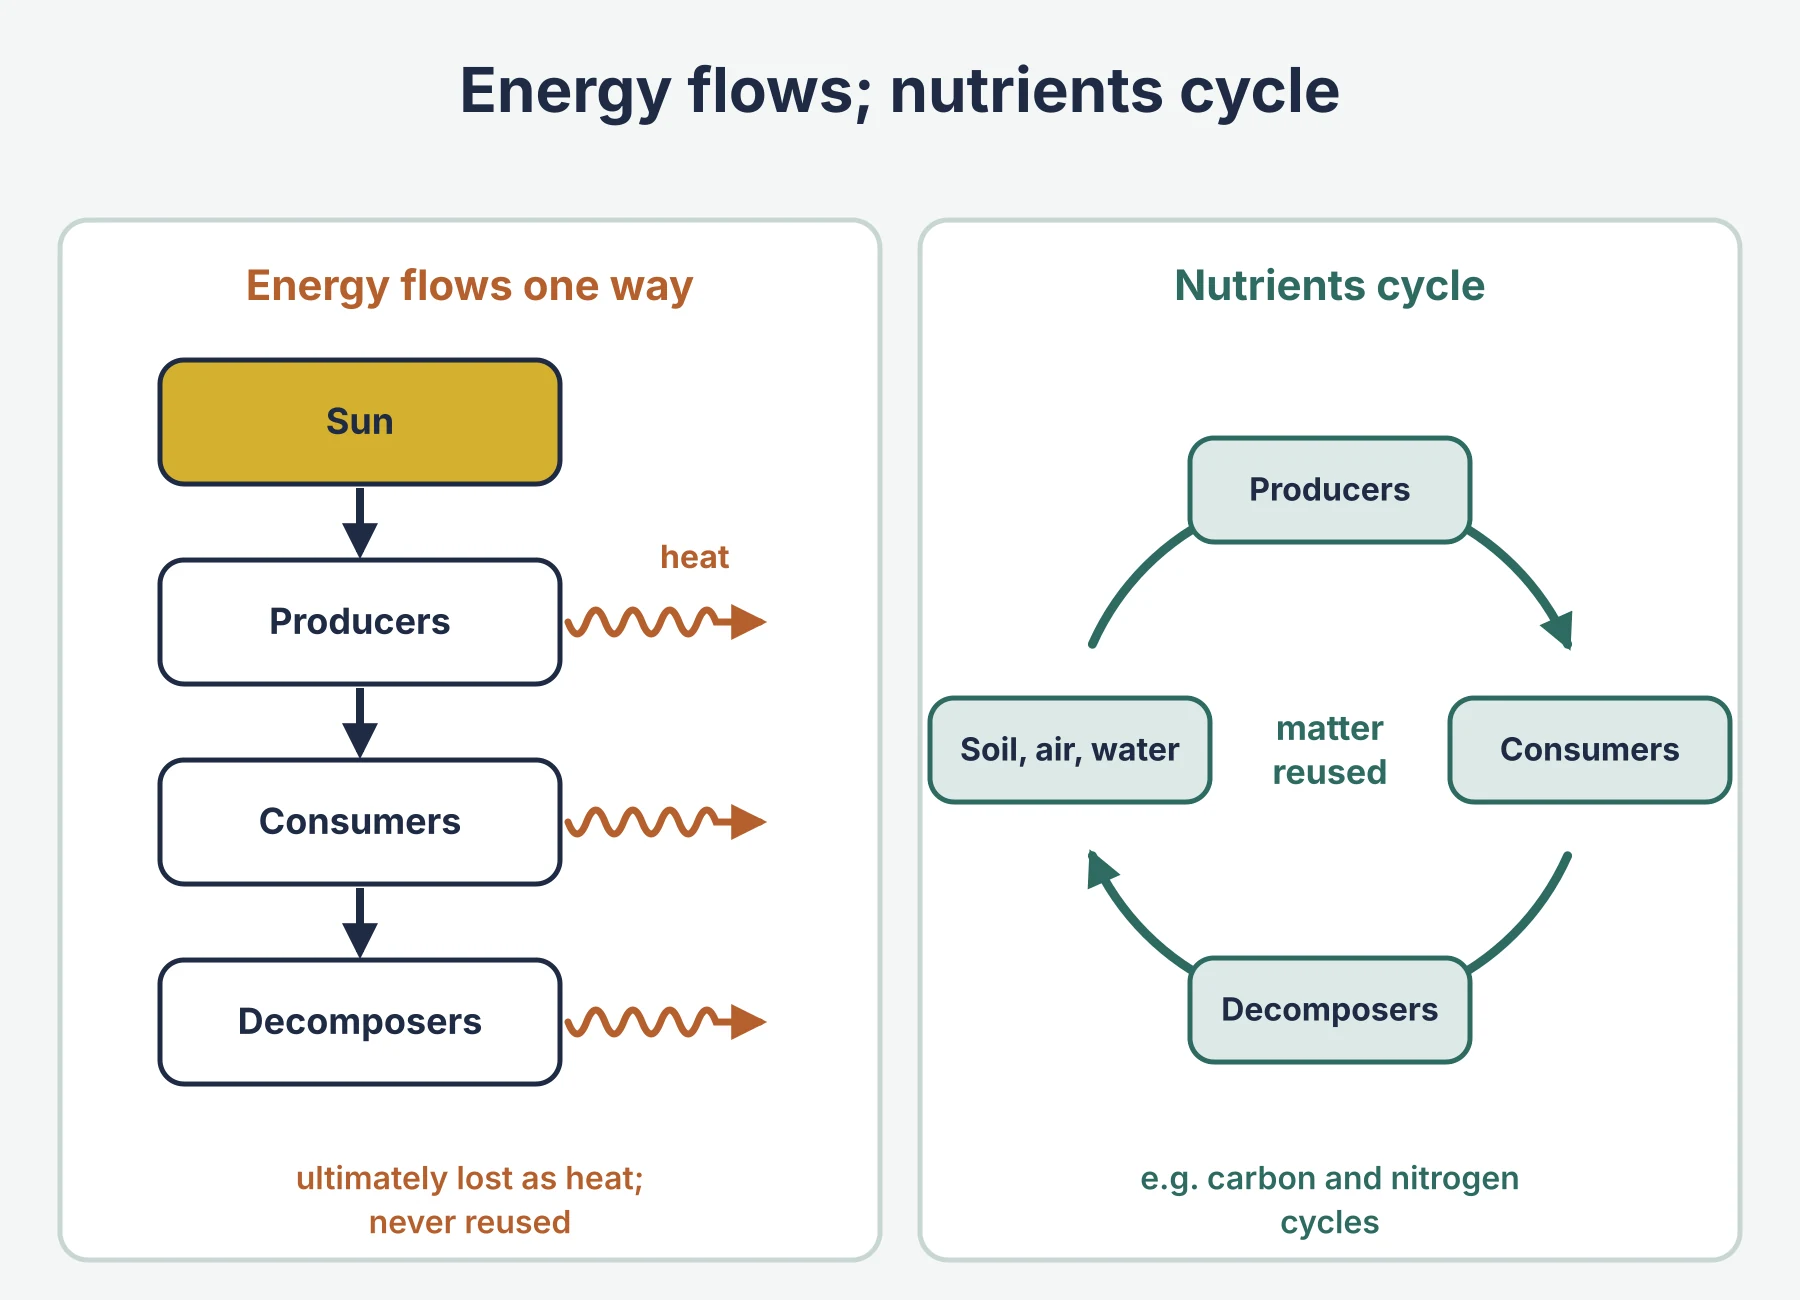 Energy flows; nutrients cycle
Energy flows one way
Sun
heat
Producers
Consumers
Decomposers
ultimately lost as heat;
never reused
Nutrients cycle
Producers
Soil, air, water
matter
reused
Consumers
Decomposers
e.g. carbon and nitrogen
cycles